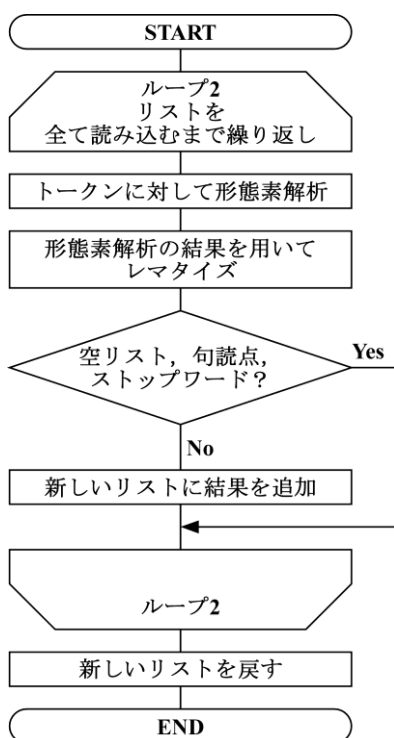 START
ループ2
リストを
全て読み込むまで繰り返し
トークンに対して形態素解析
形態素解析の結果を用いて
レマタイズ
空リスト，句読点，
ストップワード？
Yes
No
新しいリストに結果を追加
ループ2
新しいリストを戻す
END